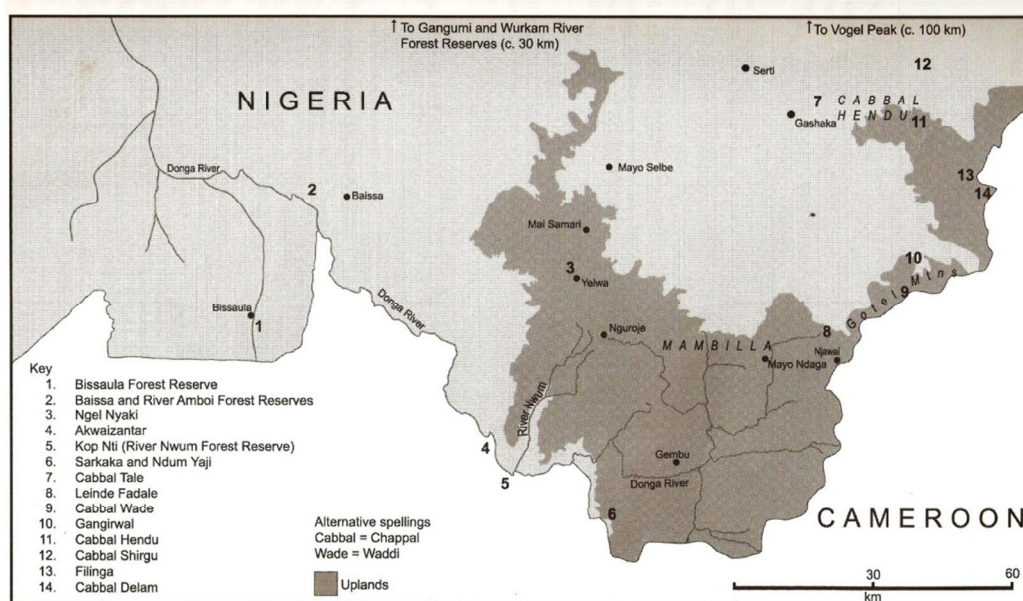 ↑ To Gangumi and Wurkam River
Forest Reserves (c. 30 km)
↑ To Vogel Peak (c. 100 km)
12
Serti
NIGERIA
7 CABBAL
HENDU
11
Gashaka
Donga River
Mayo Selbe
13
14
2
Baissa
Mai Samari
10
3
Yelwa
Gotel Mtns
9
Donga River
Bissaula
1
Nguroje
MAMBILLA
8
Njawai
Mayo Ndaga
River Nwum
4
5
Gembu
Donga River
6
CAMEROON
Key
1. Bissaula Forest Reserve
2. Baissa and River Amboi Forest Reserves
3. Ngel Nyaki
4. Akwaizantar
5. Kop Nti (River Nwum Forest Reserve)
6. Sarkaka and Ndum Yaji
7. Cabbal Tale
8. Leinde Fadale
9. Cabbal Wade
10. Gangirwal
11. Cabbal Hendu
12. Cabbal Shirgu
13. Filinga
14. Cabbal Delam
Alternative spellings
Cabbal = Chappal
Wade = Waddi
Uplands
30
60
km